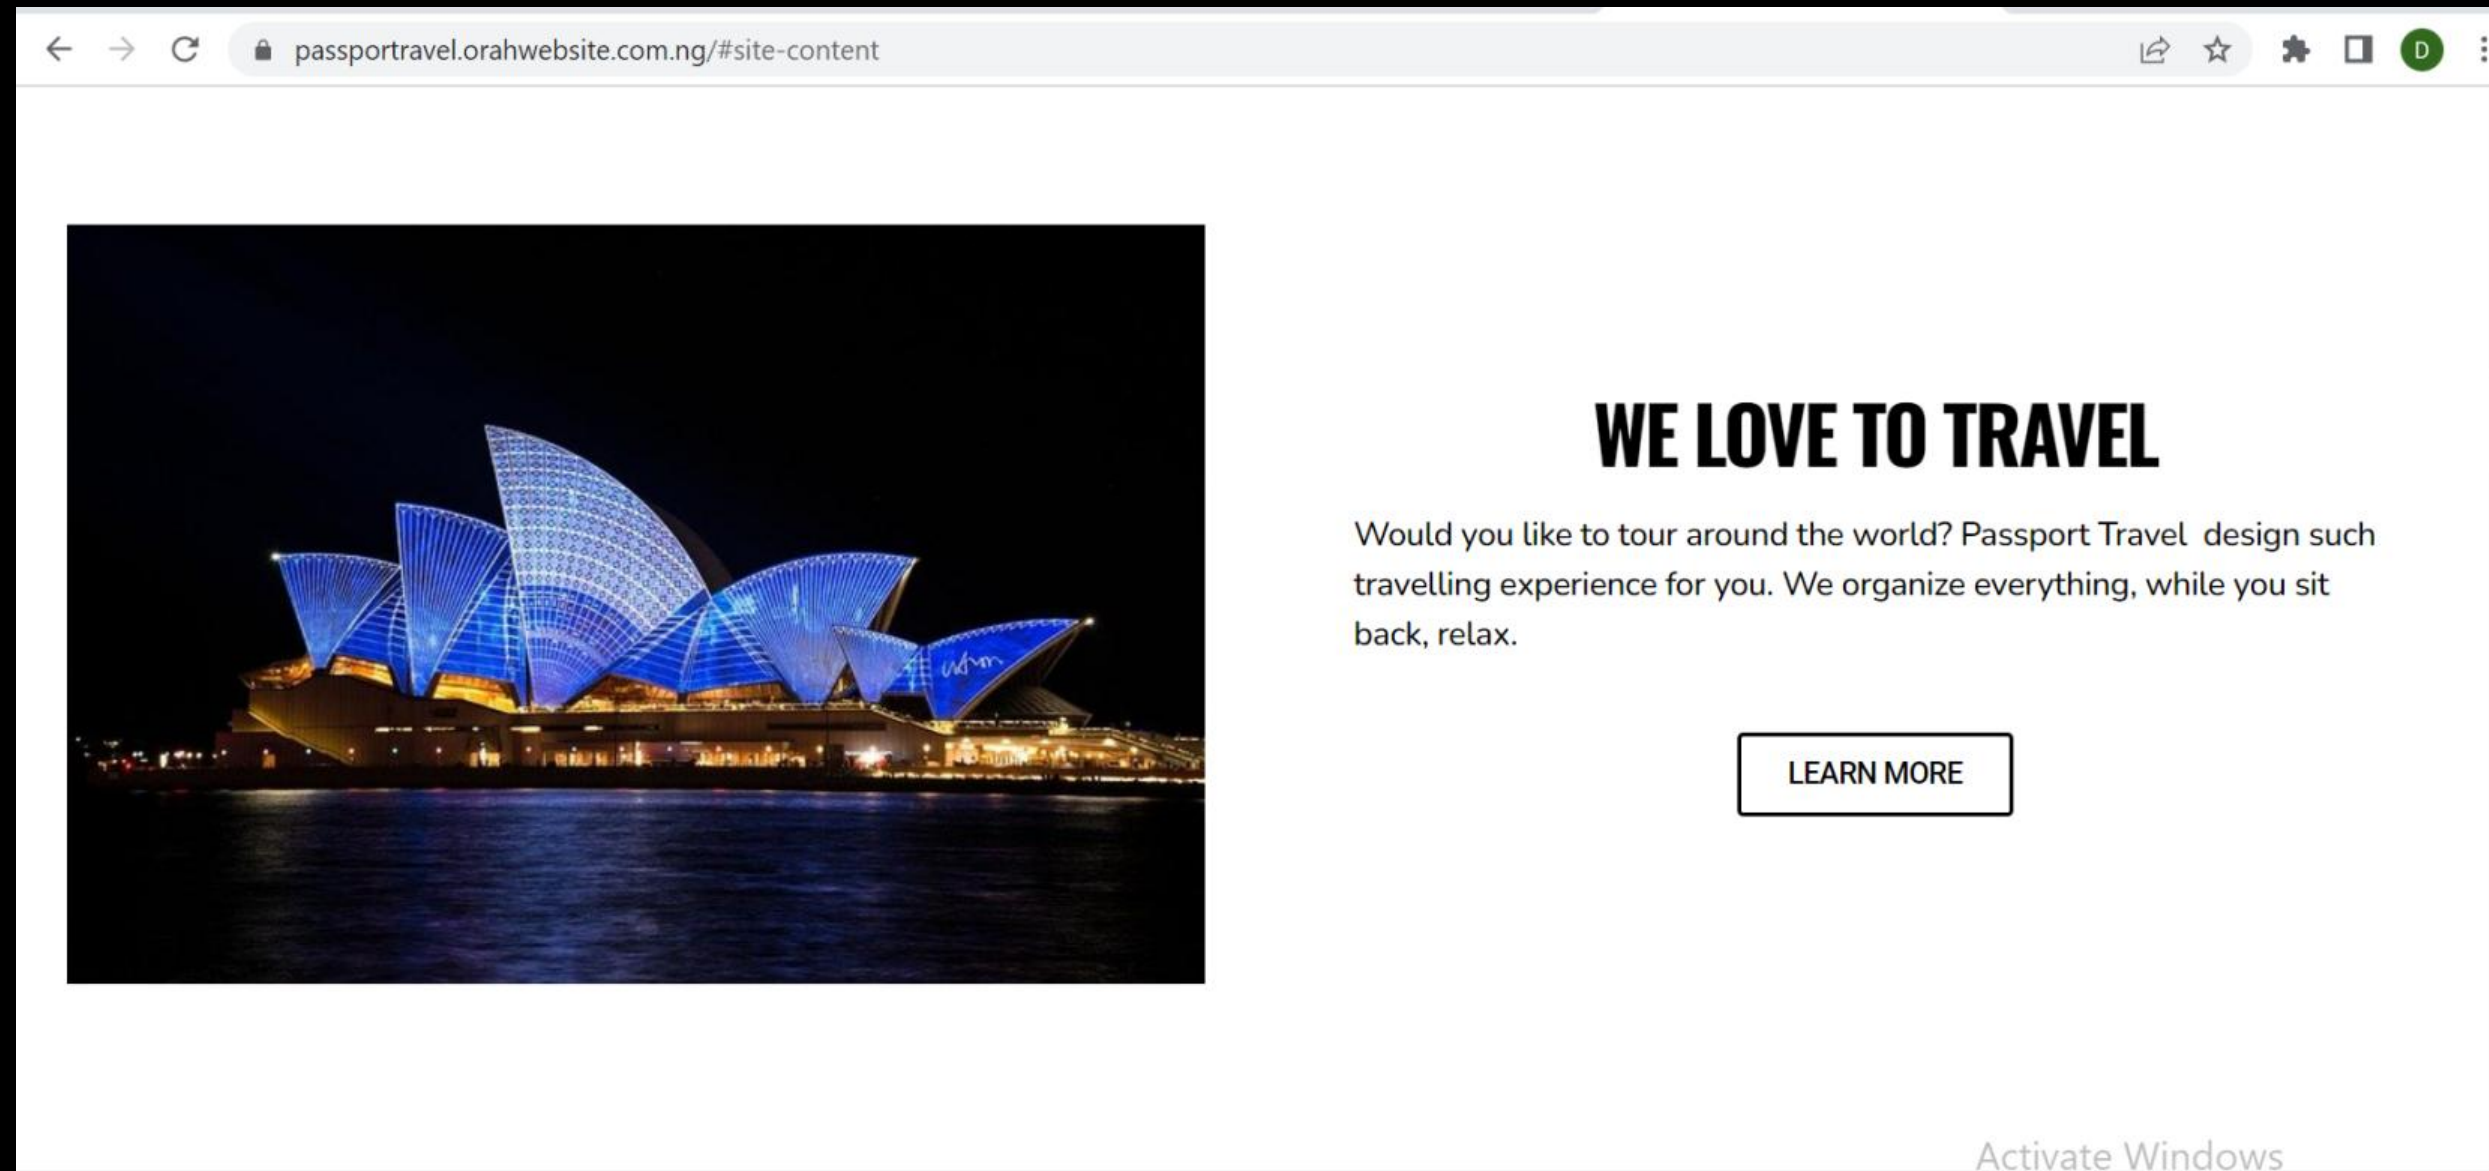 passportravel.orahwebsite.com.ng/#site-content
D
WE LOVE TO TRAVEL
Would you like to tour around the world? Passport Travel  design such
travelling experience for you. We organize everything, while you sit
back, relax.
LEARN MORE
Activate Windows